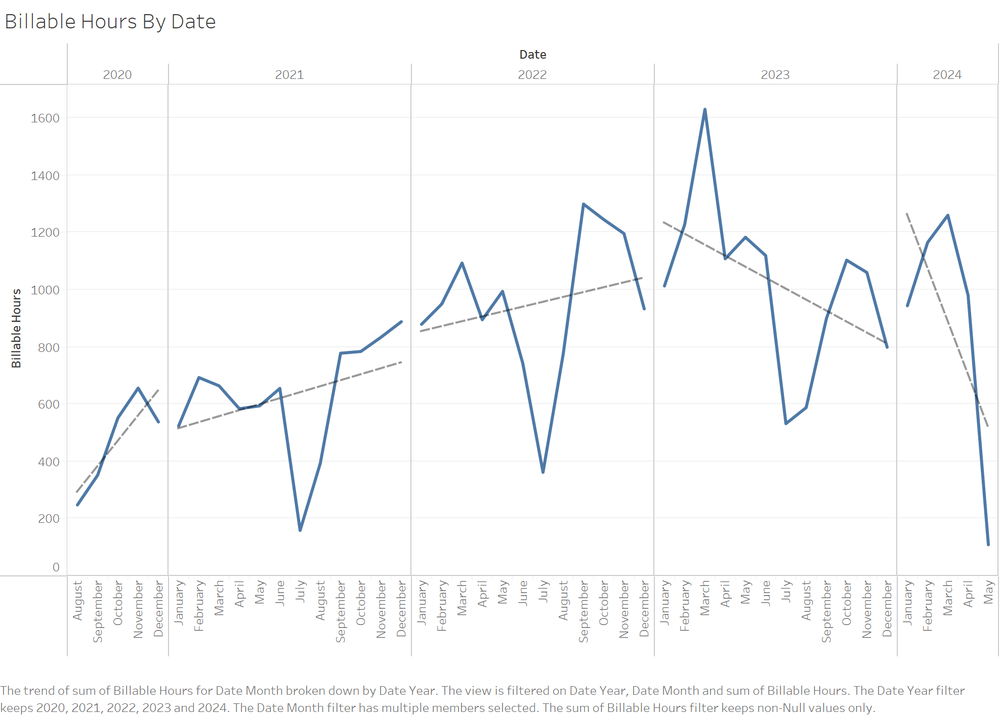 Billable Hours By Date
Date
2020 2021 2022 2023 2024
Billable Hours
1600
1400
1200
1000
800
600
400
200
0
August September October November December January February March April May June July August September October November December January February March April May June July August September October November December January February March April May June July August September October November December January February March April May
The trend of sum of Billable Hours for Date Month broken down by Date Year. The view is filtered on Date Year, Date Month and sum of Billable Hours. The Date Year filter
keeps 2020, 2021, 2022, 2023 and 2024. The Date Month filter has multiple members selected. The sum of Billable Hours filter keeps non-Null values only.